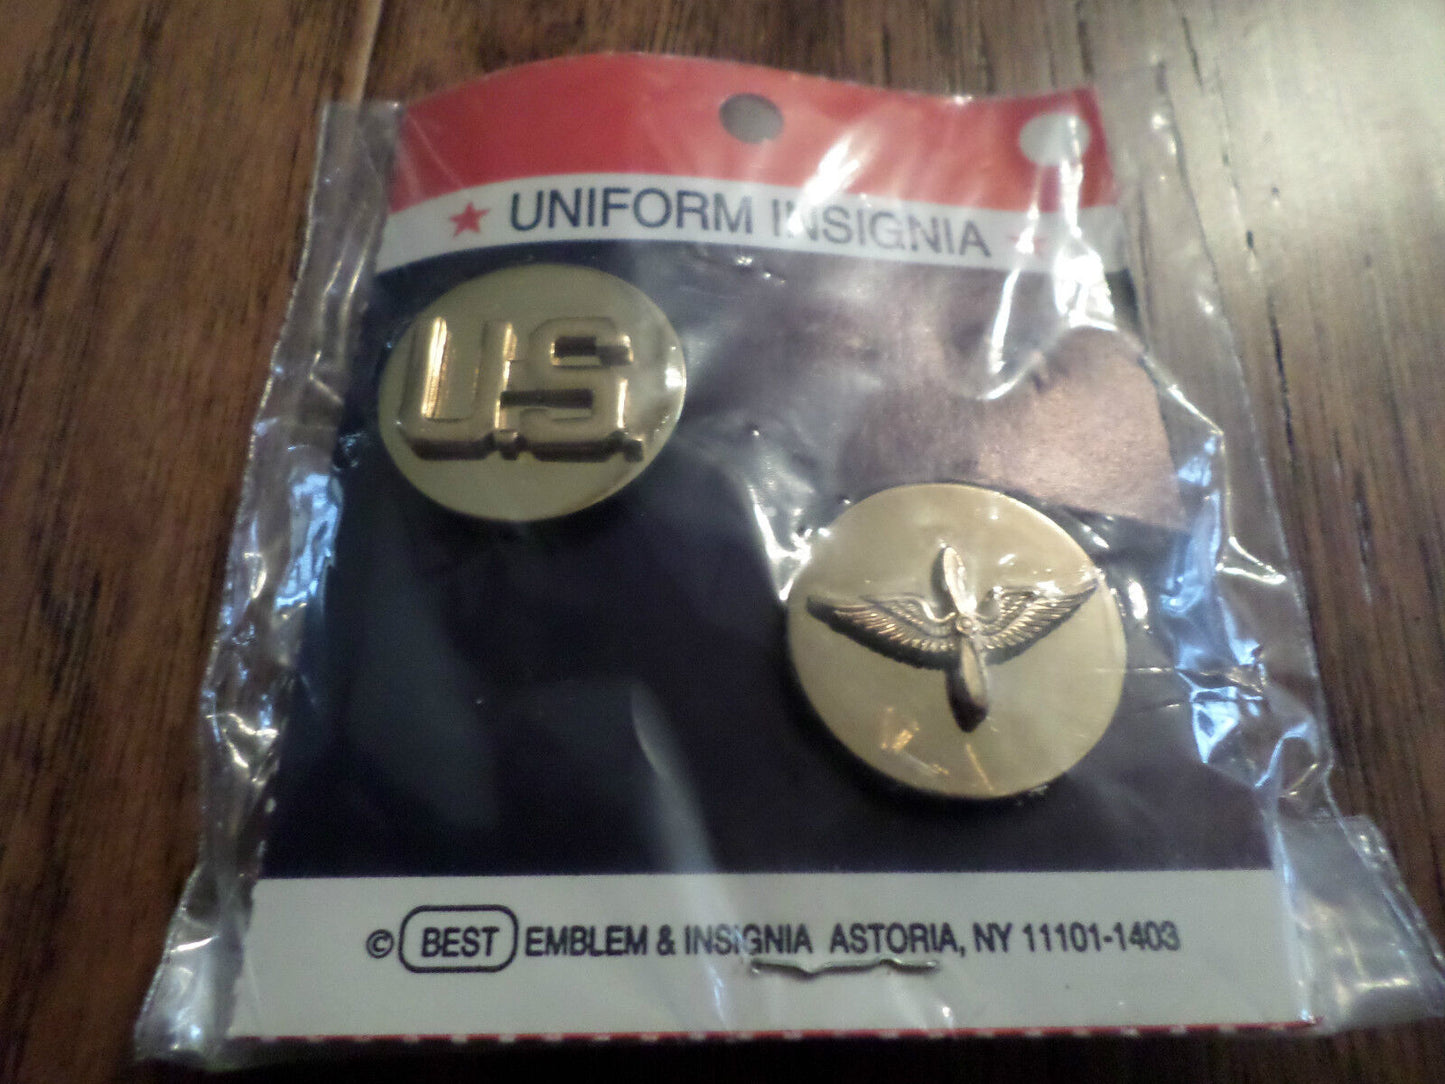 ★ UNIFORM INSIGNIA ★
U.S.
© BEST EMBLEM & INSIGNIA ASTORIA, NY 11101-1403